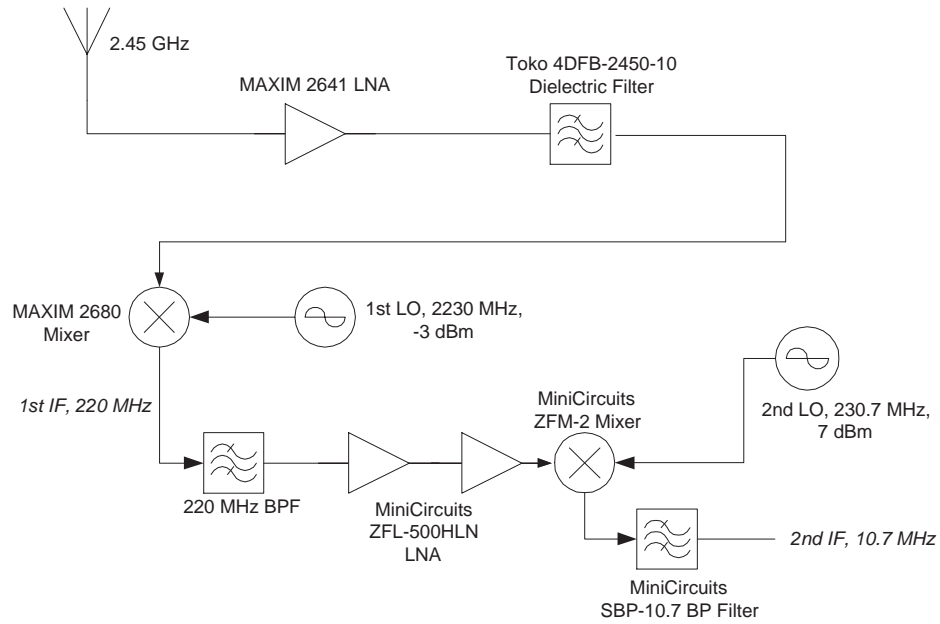 2.45 GHz
MAXIM 2641 LNA
Toko 4DFB-2450-10
Dielectric Filter
MAXIM 2680
Mixer
1st LO, 2230 MHz,
-3 dBm
1st IF, 220 MHz
MiniCircuits
ZFM-2 Mixer
2nd LO, 230.7 MHz,
7 dBm
220 MHz BPF
MiniCircuits
ZFL-500HLN
LNA
2nd IF, 10.7 MHz
MiniCircuits
SBP-10.7 BP Filter